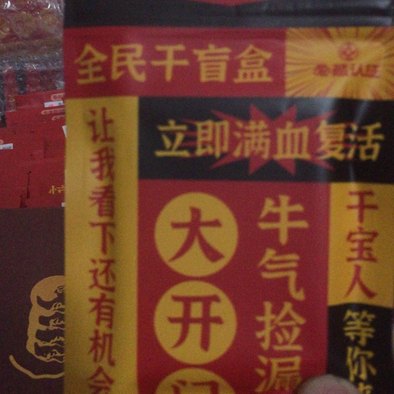 全民干盲盒
立即满血复活
让我看下还有机会
大开门
牛气捡漏
干宝人
等你